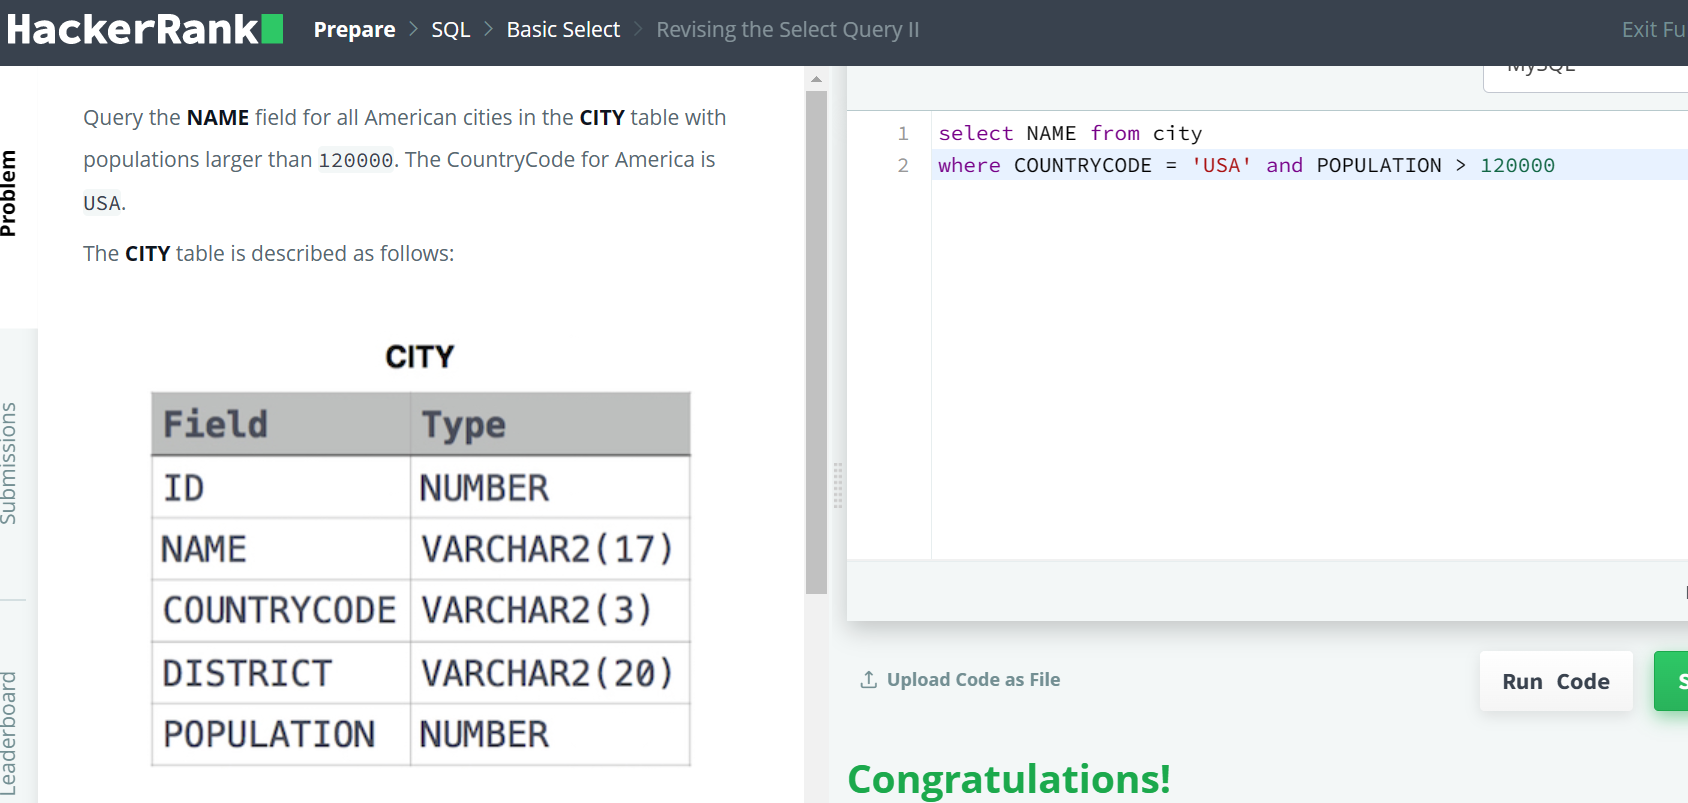 HackerRank
Prepare > SQL > Basic Select > Revising the Select Query II
Exit Fu
Problem
Submissions
Leaderboard
Query the NAME field for all American cities in the CITY table with
populations larger than 120000. The CountryCode for America is
USA.
The CITY table is described as follows:
CITY
Field Type
ID NUMBER
NAME VARCHAR2(17)
COUNTRYCODE VARCHAR2(3)
DISTRICT VARCHAR2(20)
POPULATION NUMBER
MySQL
1 select NAME from city
2 where COUNTRYCODE = 'USA' and POPULATION > 120000
Upload Code as File
Run Code
S
Congratulations!